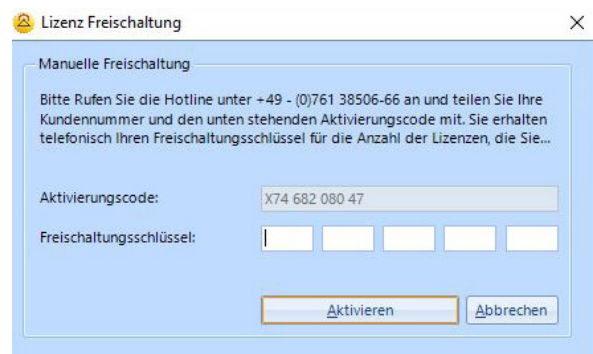 Lizenz Freischaltung
Manuelle Freischaltung
Bitte Rufen Sie die Hotline unter +49 - (0)761 38506-66 an und teilen Sie Ihre
Kundennummer und den unten stehenden Aktivierungscode mit. Sie erhalten
telefonisch Ihren Freischaltungsschlüssel für die Anzahl der Lizenzen, die Sie...
Aktivierungscode: X74 682 080 47
Freischaltungsschlüssel:
Aktivieren Abbrechen